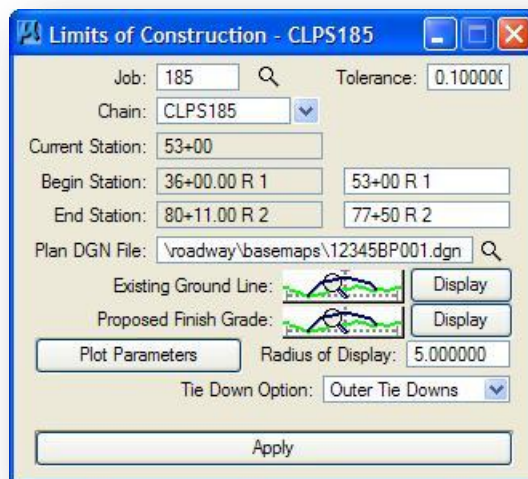 Limits of Construction - CLPS185
Job: 185 Tolerance: 0.10000
Chain: CLPS185
Current Station: 53+00
Begin Station: 36+00.00 R 1 53+00 R 1
End Station: 80+11.00 R 2 77+50 R 2
Plan DGN File: \roadway\basemaps\12345BP001.dgn
Existing Ground Line: Display
Proposed Finish Grade: Display
Plot Parameters Radius of Display: 5.000000
Tie Down Option: Outer Tie Downs
Apply